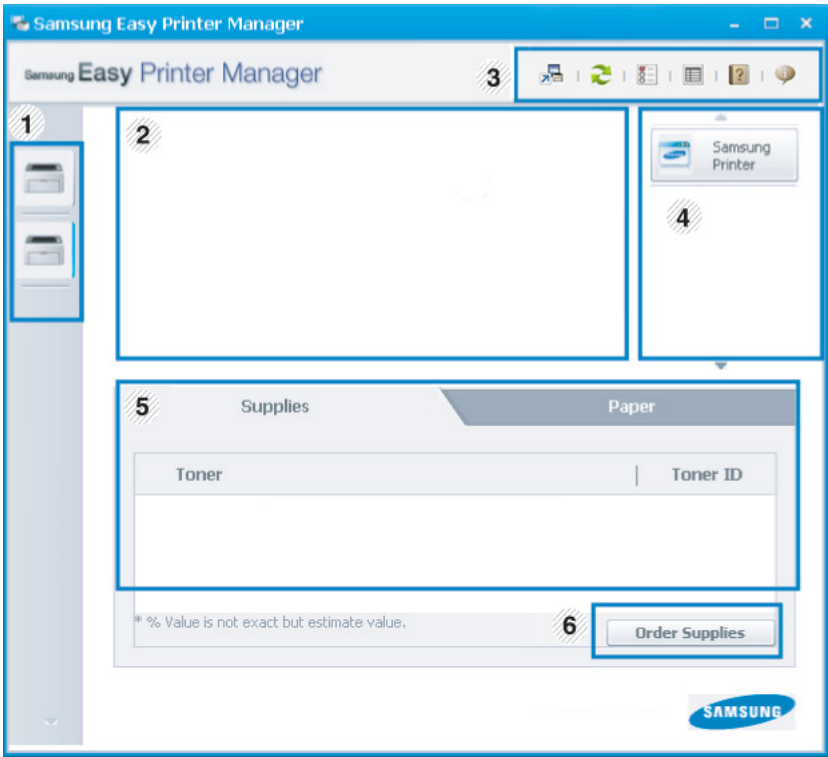 Samsung Easy Printer Manager
Samsung Easy Printer Manager
3
1
2
Samsung
Printer
4
5
Supplies
Paper
Toner
Toner ID
* % Value is not exact but estimate value.
6
Order Supplies
SAMSUNG